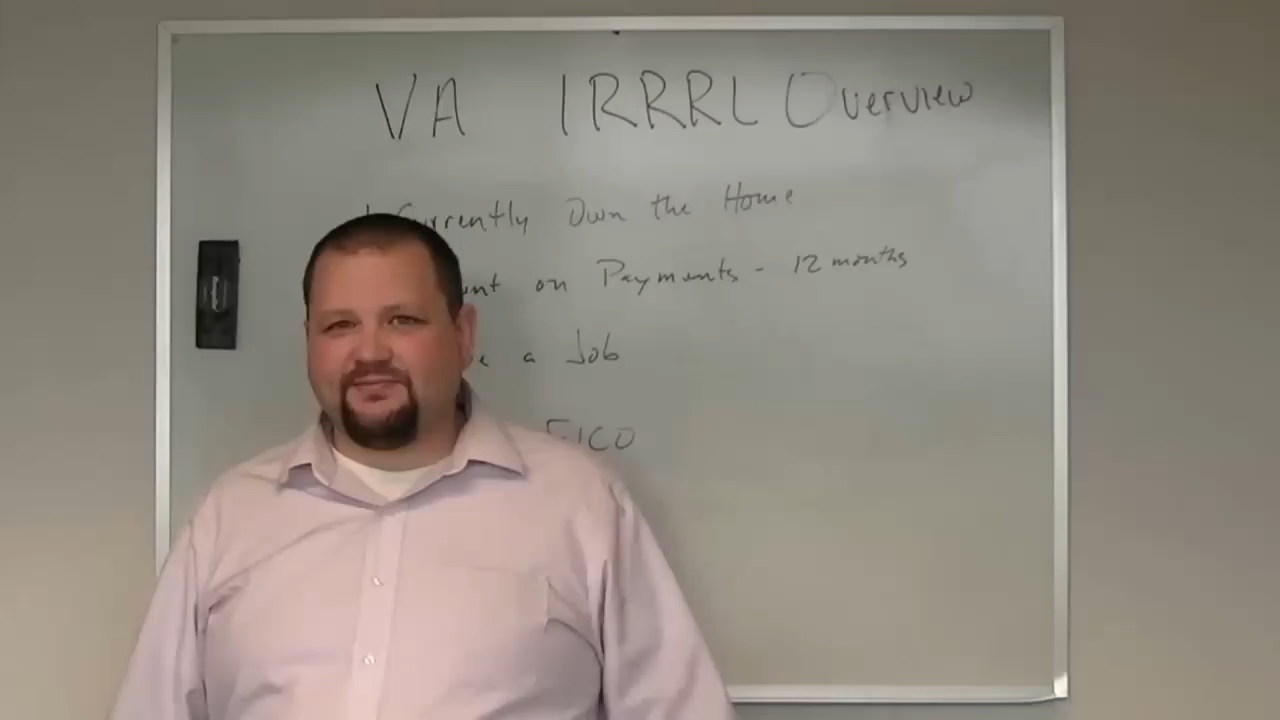 VA IRRRL Overview
Currently Own the Home
on Payments - 12 months
a Job
FICO